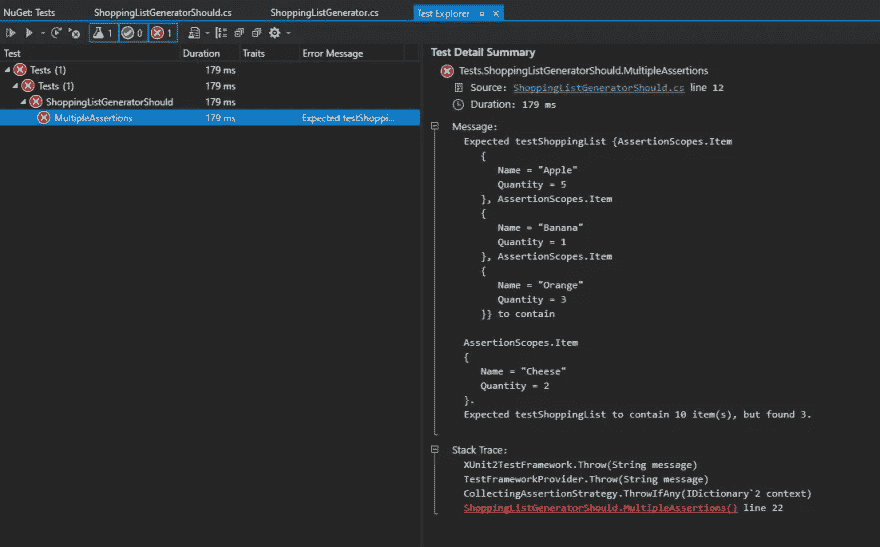 NuGet: Tests ShoppingListGeneratorShould.cs ShoppingListGenerator.cs Test Explorer
1 0 1
Test Duration Traits Error Message
Tests (1) 179 ms
Tests (1) 179 ms
ShoppingListGeneratorShould 179 ms
MultipleAssertions 179 ms Expected testShoppi...
Test Detail Summary
Tests.ShoppingListGeneratorShould.MultipleAssertions
Source: ShoppingListGeneratorShould.cs line 12
Duration: 179 ms
Message:
Expected testShoppingList {AssertionScopes.Item
{
Name = "Apple"
Quantity = 5
}, AssertionScopes.Item
{
Name = "Banana"
Quantity = 1
}, AssertionScopes.Item
{
Name = "Orange"
Quantity = 3
}} to contain
AssertionScopes.Item
{
Name = "Cheese"
Quantity = 2
}.
Expected testShoppingList to contain 10 item(s), but found 3.
Stack Trace:
XUnit2TestFramework.Throw(String message)
TestFrameworkProvider.Throw(String message)
CollectingAssertionStrategy.ThrowIfAny(IDictionary`2 context)
ShoppingListGeneratorShould.MultipleAssertions() line 22